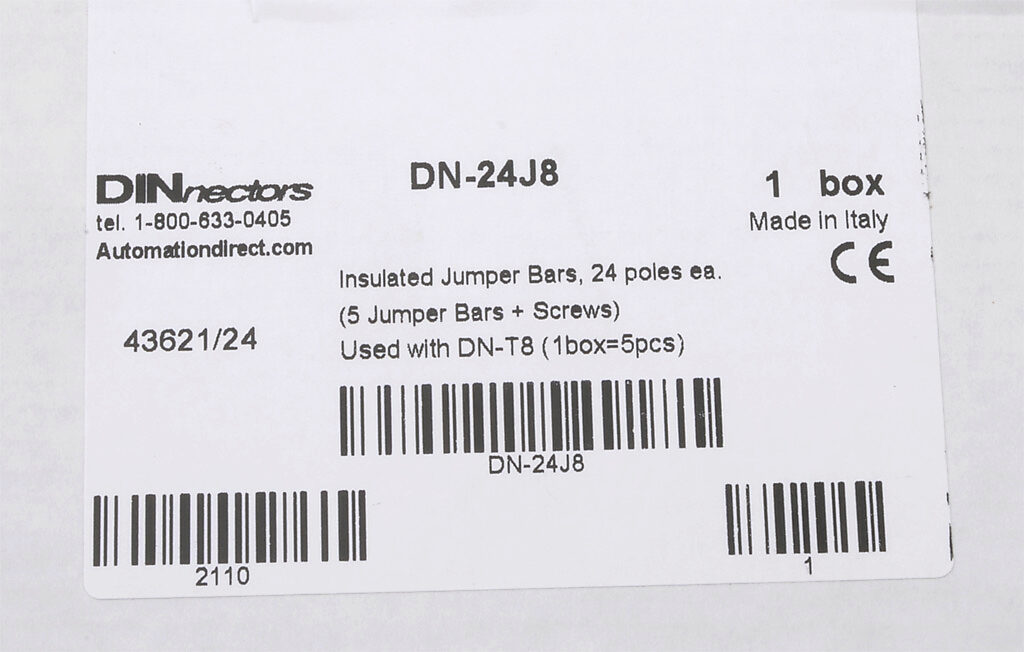 DINnectors
tel. 1-800-633-0405
Automationdirect.com
DN-24J8
1 box
Made in Italy
CE
Insulated Jumper Bars, 24 poles ea.
(5 Jumper Bars + Screws)
Used with DN-T8 (1box=5pcs)
43621/24
DN-24J8
2110
1